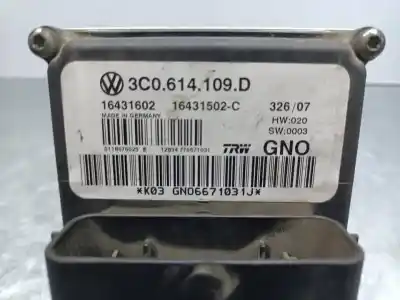 3C0.614.109.D
16431602 16431502-C 326/07
MADE IN GERMANY HW:020
SW:0003
TRW GNO
*K03 GNO6671031J*